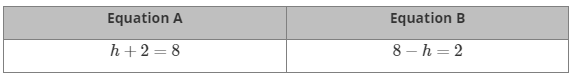 Equation A Equation B
h + 2 = 8 8 − h = 2